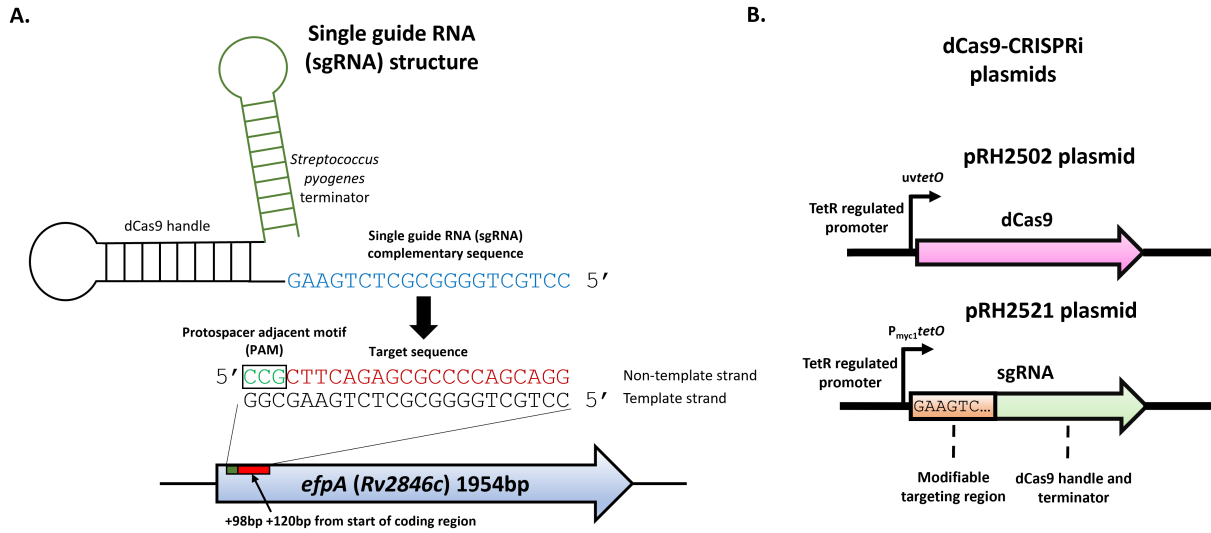 A.
Single guide RNA
(sgRNA) structure
Streptococcus
pyogenes
terminator
dCas9 handle
Single guide RNA (sgRNA)
complementary sequence
GAAGTCTCGCGGGGTCGTCC 5'
Protospacer adjacent motif
(PAM)
Target sequence
5' CCGCTTCAGAGCGCCCCAGCAGG Non-template strand
GGCGAAGTCTCGCGGGGTCGTCC 5' Template strand
efpA (Rv2846c) 1954bp
+98bp +120bp from start of coding region
B.
dCas9-CRISPRi
plasmids
pRH2502 plasmid
uvtetO
TetR regulated
promoter
dCas9
pRH2521 plasmid
Pmyc1tetO
TetR regulated
promoter
sgRNA
GAAGTC...
Modifiable
targeting region
dCas9 handle and
terminator